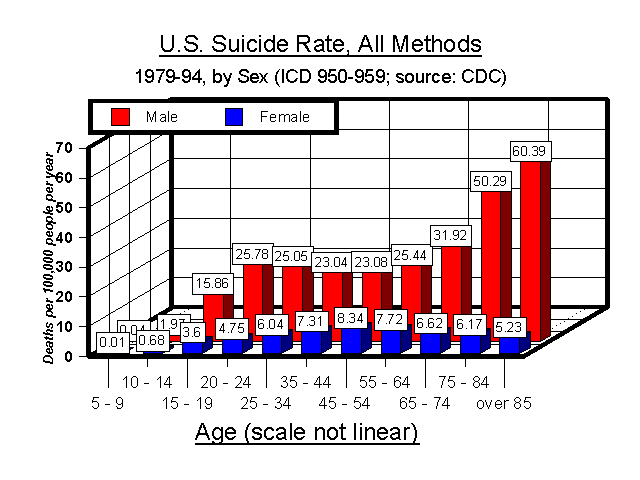 U.S. Suicide Rate, All Methods
1979-94, by Sex (ICD 950-959; source: CDC)
Male Female
Deaths per 100,000 people per year
70
60
50
40
30
20
10
0
0.04 1.97 15.86 25.78 25.05 23.04 23.08 25.44 31.92 50.29 60.39
0.01 0.68 3.6 4.75 6.04 7.31 8.34 7.72 6.62 6.17 5.23
10 - 14 20 - 24 35 - 44 55 - 64 75 - 84
5 - 9 15 - 19 25 - 34 45 - 54 65 - 74 over 85
Age (scale not linear)